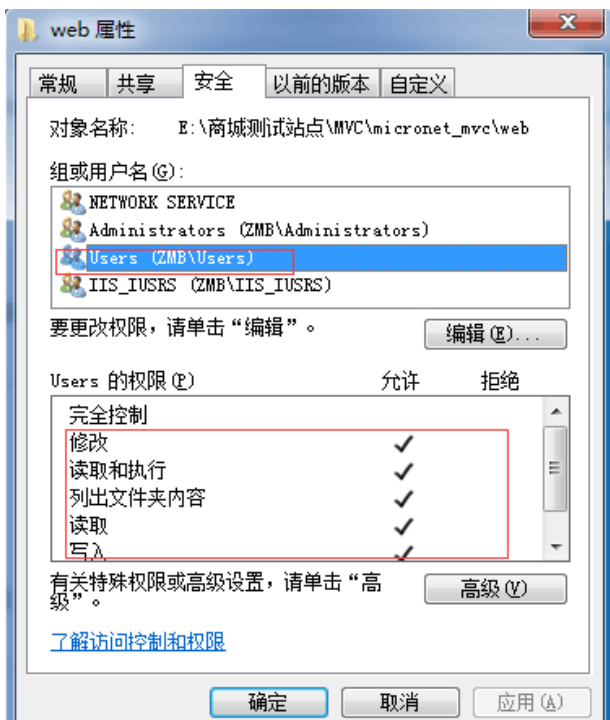 web 属性
常规 共享 安全 以前的版本 自定义
对象名称: E:\商城测试站点\MVC\micronet_mvc\web
组或用户名(G):
NETWORK SERVICE
Administrators (ZMB\Administrators)
Users (ZMB\Users)
IIS_IUSRS (ZMB\IIS_IUSRS)
要更改权限，请单击“编辑”。 编辑(E)...
Users 的权限(P) 允许 拒绝
完全控制
修改
读取和执行
列出文件夹内容
读取
写入
有关特殊权限或高级设置，请单击“高
级”。
高级(V)
了解访问控制和权限
确定 取消 应用(A)